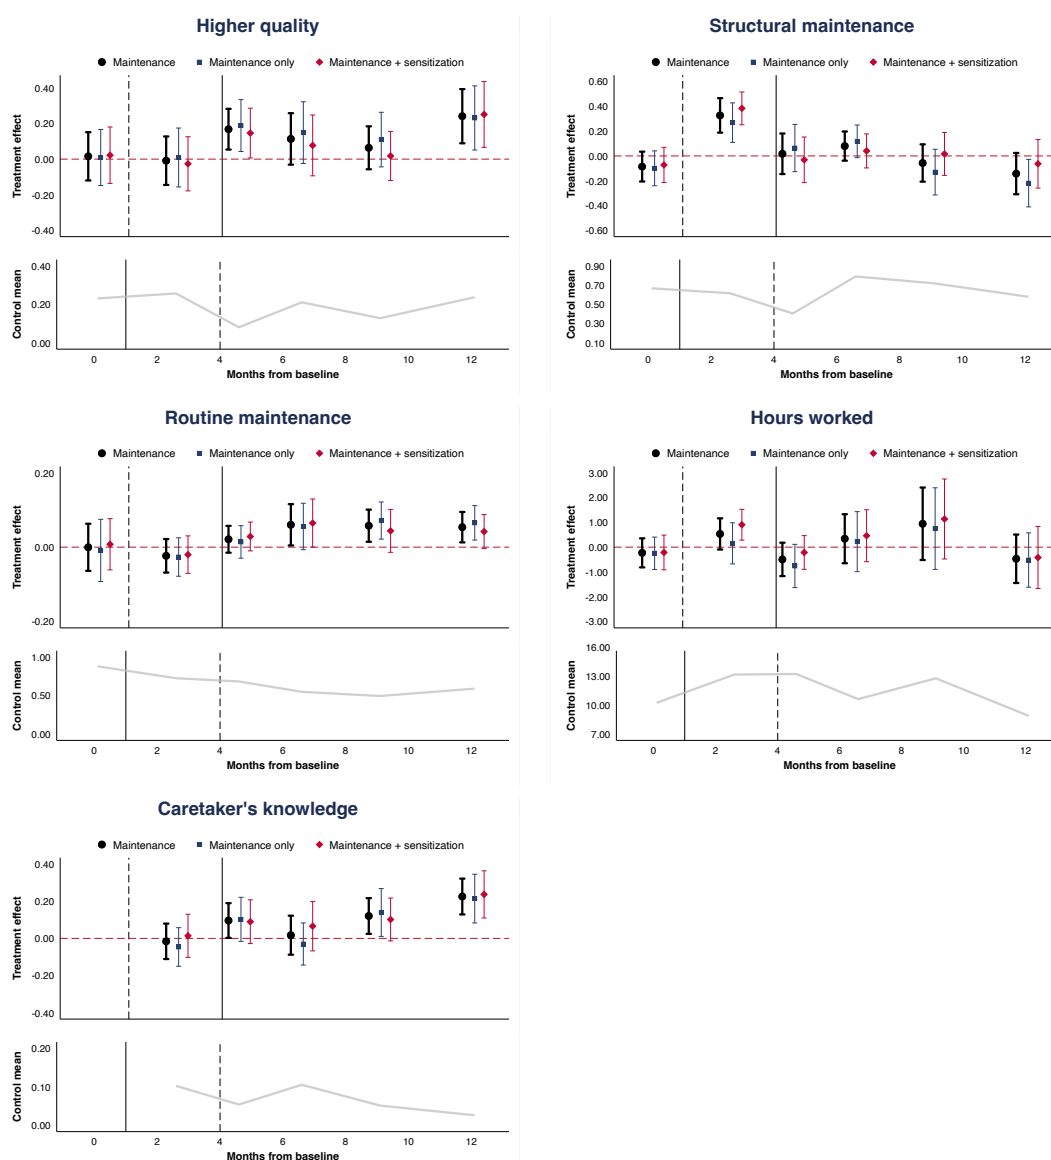 Higher quality
Maintenance Maintenance only Maintenance + sensitization
Treatment effect
0.40
0.20
0.00
-0.20
-0.40
Control mean
0.40
0.20
0.00
0 2 4 6 8 10 12
Months from baseline
Structural maintenance
Maintenance Maintenance only Maintenance + sensitization
Treatment effect
0.60
0.40
0.20
0.00
-0.20
-0.40
-0.60
Control mean
0.90
0.70
0.50
0.30
0.10
0 2 4 6 8 10 12
Months from baseline
Routine maintenance
Maintenance Maintenance only Maintenance + sensitization
Treatment effect
0.20
0.00
-0.20
Control mean
1.00
0.50
0.00
0 2 4 6 8 10 12
Months from baseline
Hours worked
Maintenance Maintenance only Maintenance + sensitization
Treatment effect
3.00
2.00
1.00
0.00
-1.00
-2.00
-3.00
Control mean
16.00
13.00
10.00
7.00
0 2 4 6 8 10 12
Months from baseline
Caretaker's knowledge
Maintenance Maintenance only Maintenance + sensitization
Treatment effect
0.40
0.20
0.00
-0.20
-0.40
Control mean
0.20
0.10
0.00
0 2 4 6 8 10 12
Months from baseline